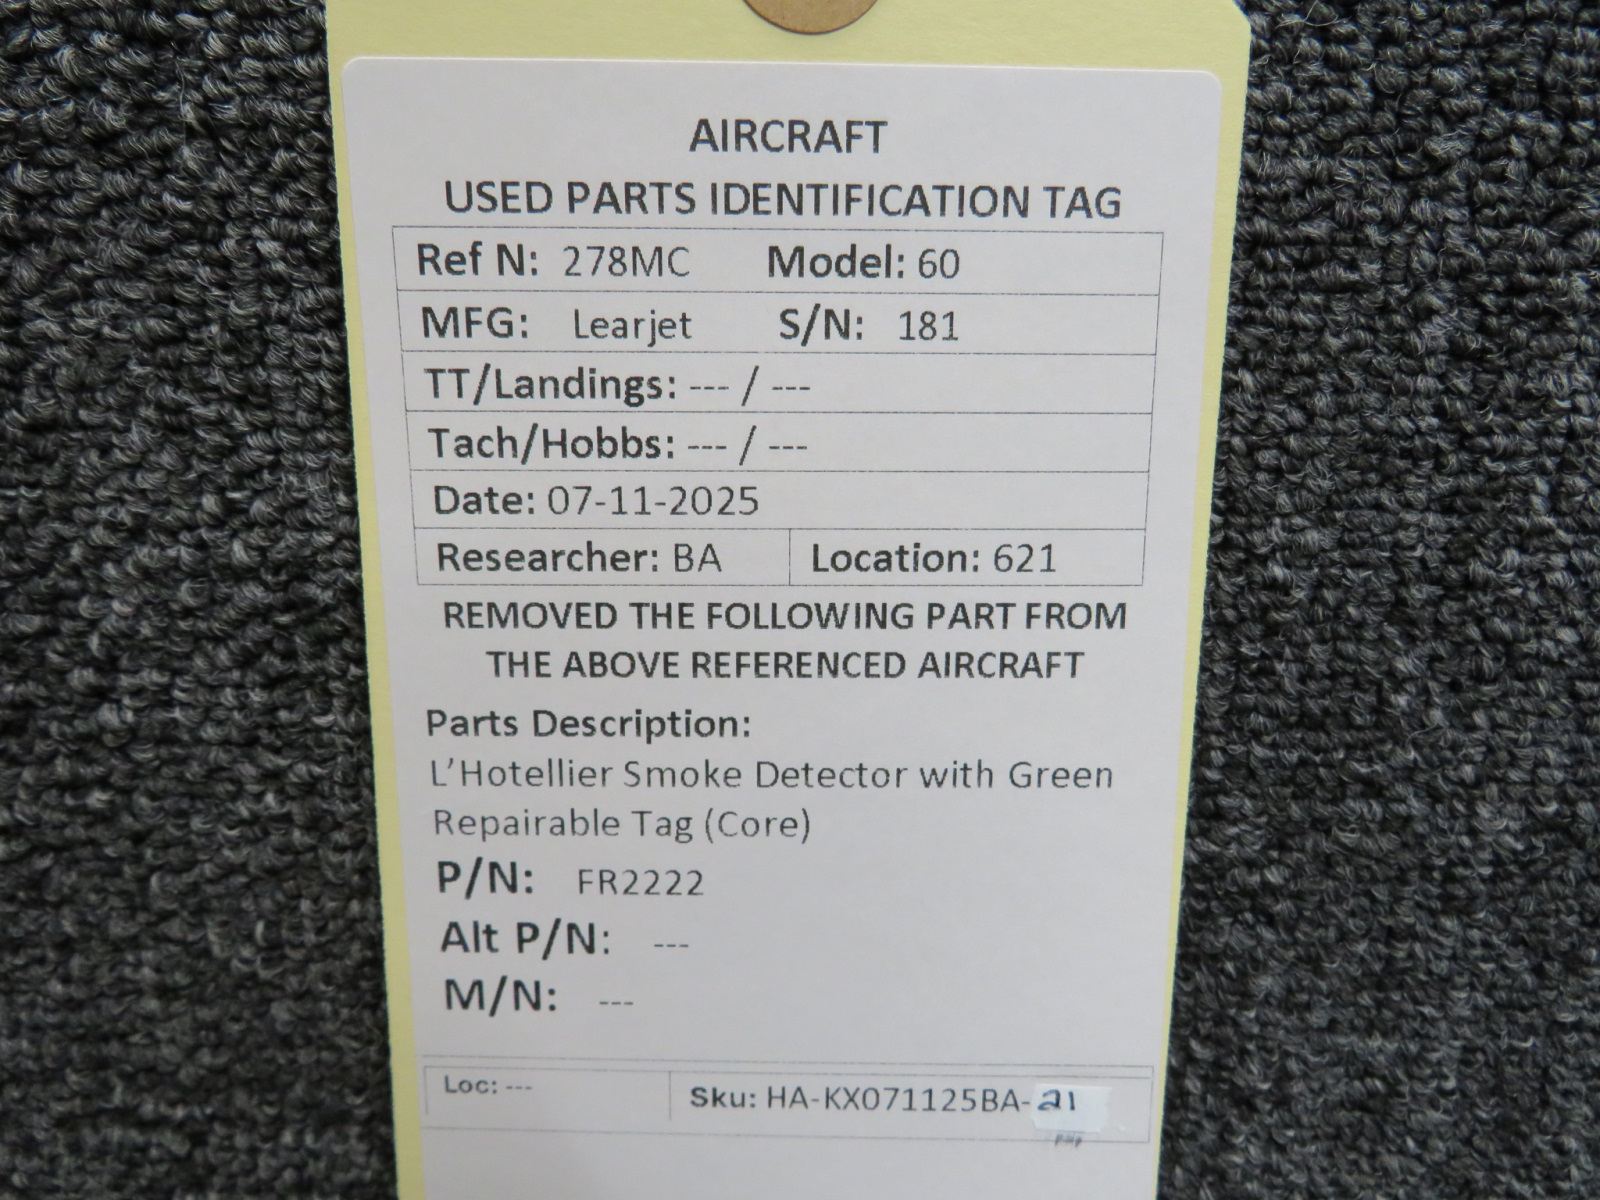 AIRCRAFT
USED PARTS IDENTIFICATION TAG
Ref N: 278MC Model: 60
MFG: Learjet S/N: 181
TT/Landings: --- / ---
Tach/Hobbs: --- / ---
Date: 07-11-2025
Researcher: BA Location: 621
REMOVED THE FOLLOWING PART FROM
THE ABOVE REFERENCED AIRCRAFT
Parts Description:
L'Hotellier Smoke Detector with Green
Repairable Tag (Core)
P/N: FR2222
Alt P/N: ---
M/N: ---
Loc: --- Sku: HA-KX071125BA-21